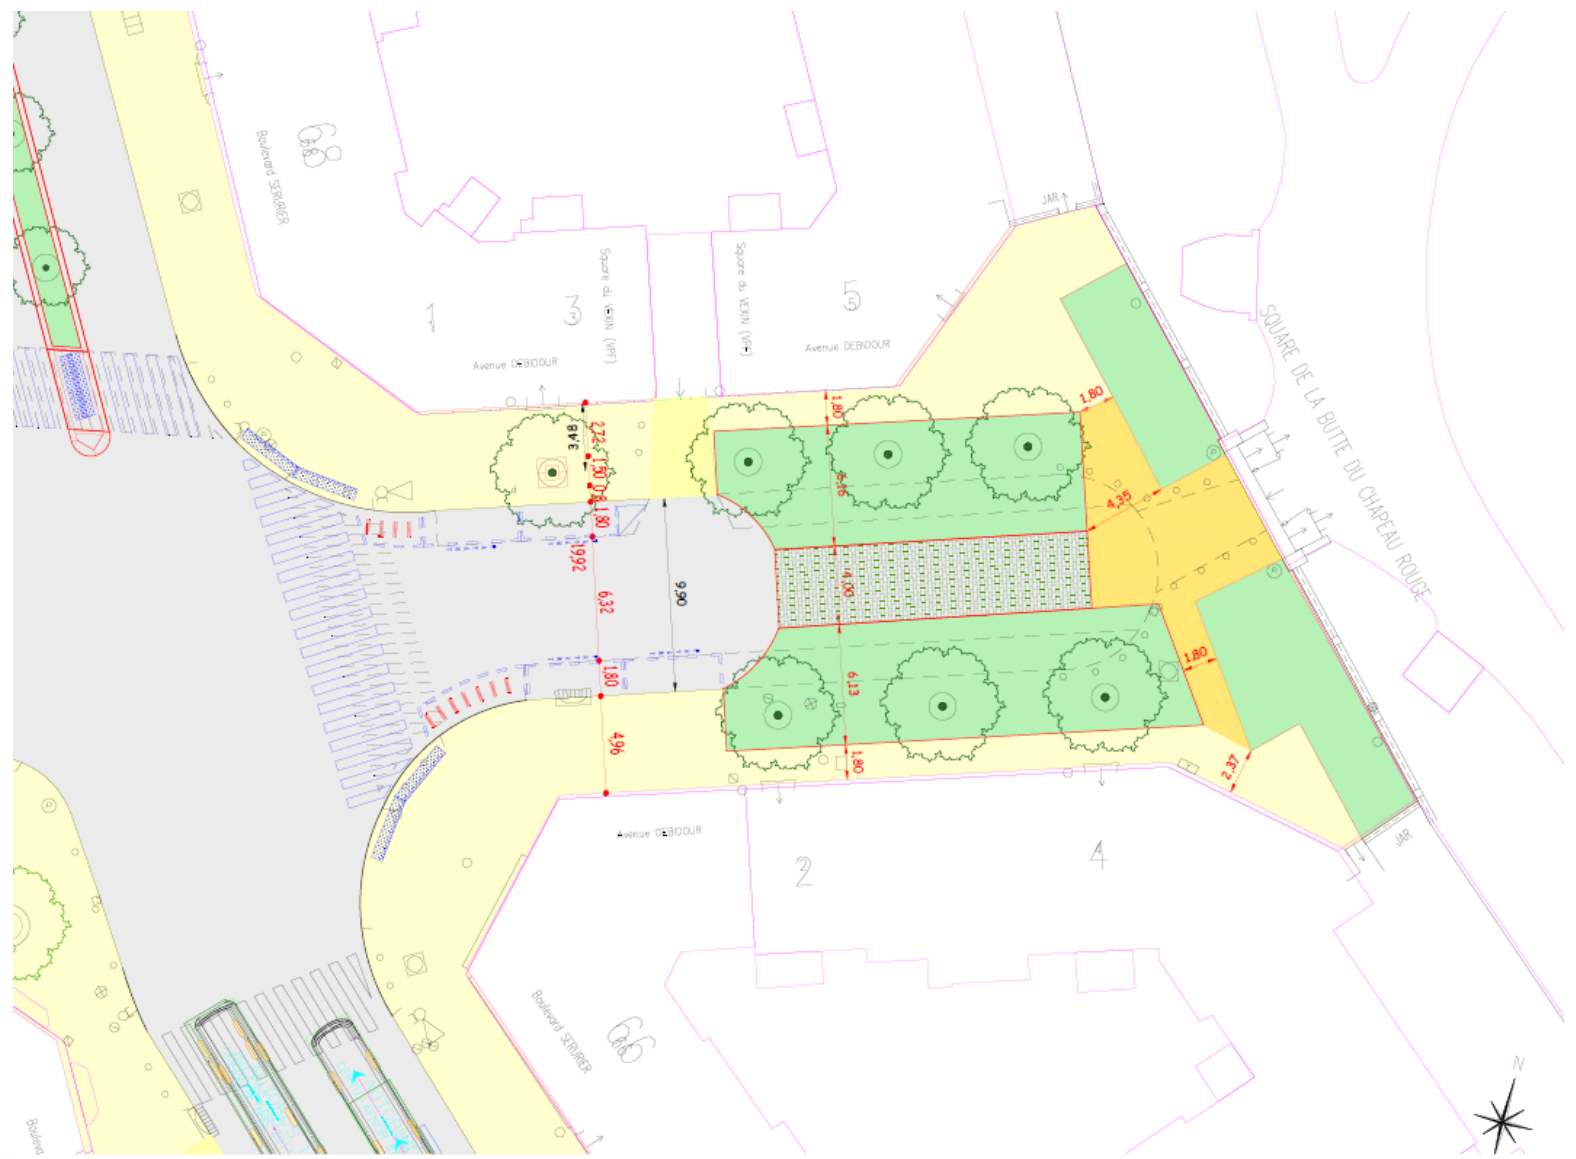 68
Boulevard SERURIER
JAR
1
3
Square du VEXIN (VPF)
Square du VEXIN (VPF)
5
Avenue DEBIDOUR
Avenue DEBIDOUR
SQUARE DE LA BUTTE DU CHAPEAU ROUGE
1,80
1,80
2,72
3,48
1,50
1,80
6,16
4,35
19,92
9,90
6,32
4,00
1,80
1,80
6,13
4,96
1,80
2,37
Avenue DEBIDOUR
2
4
JAR
Boulevard SERURIER
66
N